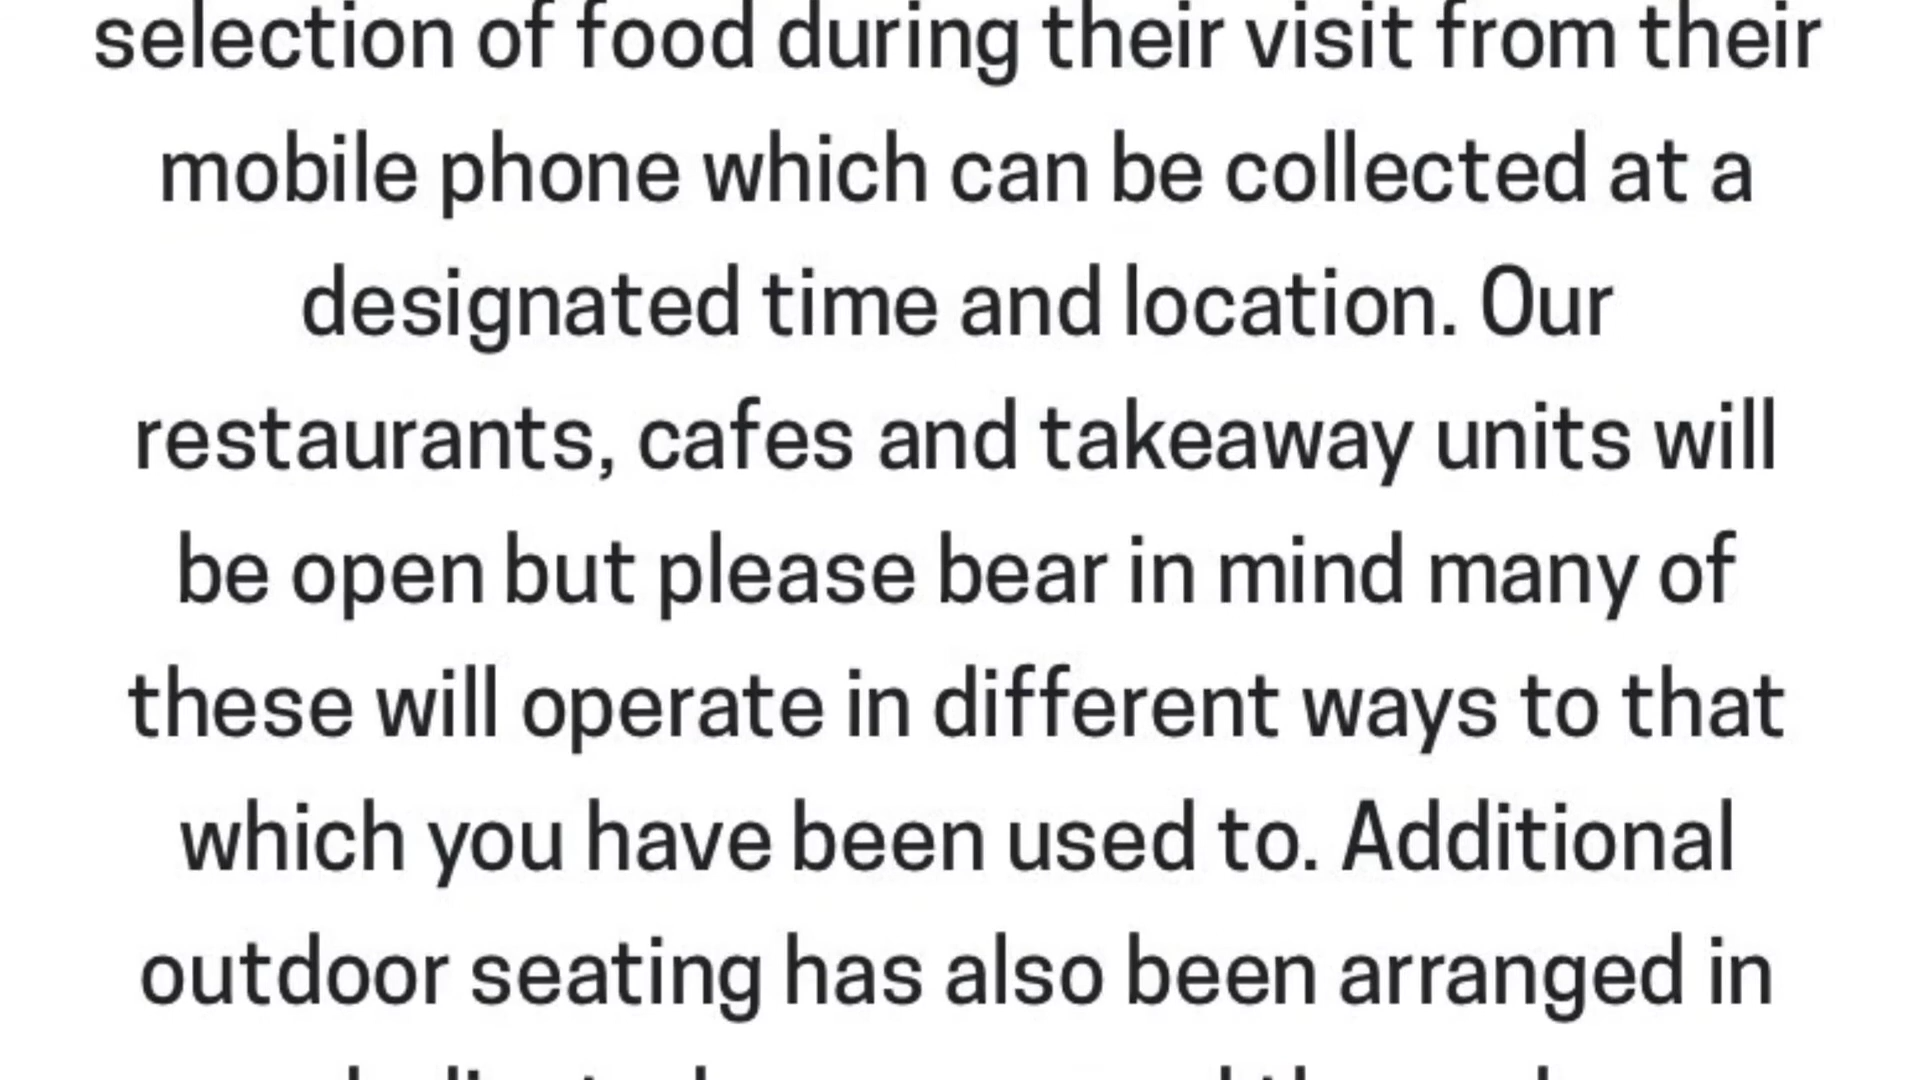 selection of food during their visit from their
mobile phone which can be collected at a
designated time and location. Our
restaurants, cafes and takeaway units will
be open but please bear in mind many of
these will operate in different ways to that
which you have been used to. Additional
outdoor seating has also been arranged in